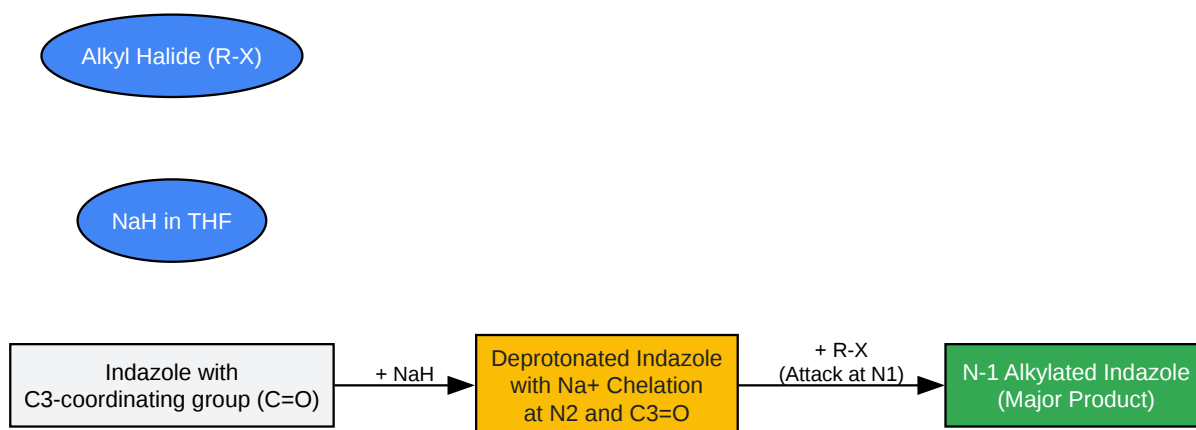 Alkyl Halide (R-X)
NaH in THF
Indazole with
C3-coordinating group (C=O)
+ NaH
Deprotonated Indazole
with Na+ Chelation
at N2 and C3=O
+ R-X
(Attack at N1)
N-1 Alkylated Indazole
(Major Product)